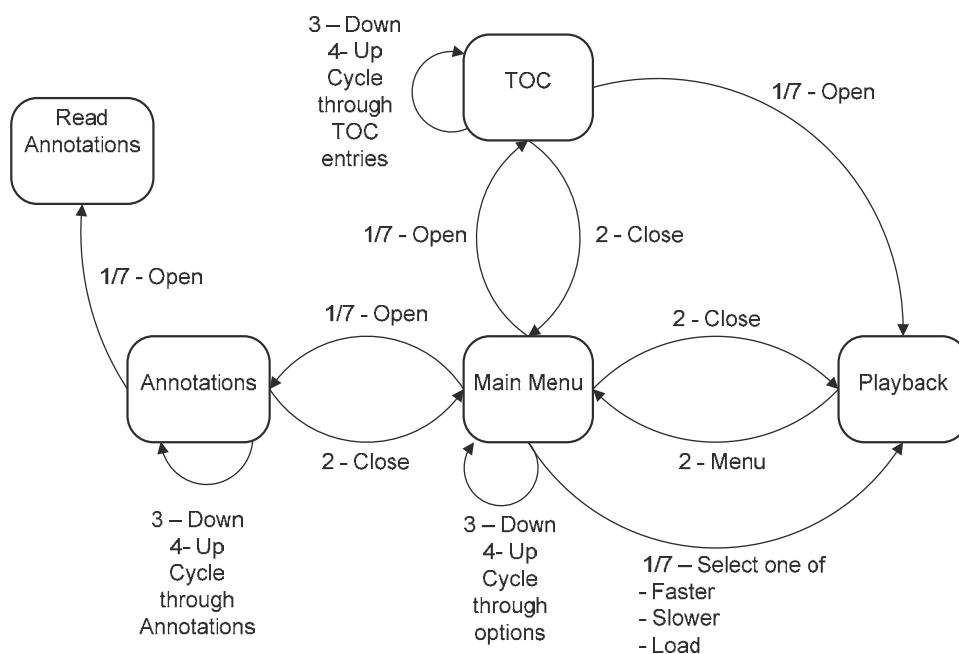 3 – Down
4- Up
Cycle
through
TOC
entries
TOC
1/7 - Open
Read
Annotations
1/7 - Open
2 - Close
1/7 - Open
1/7 - Open
2 - Close
Annotations
Main Menu
Playback
2 - Close
2 - Menu
3 – Down
4- Up
Cycle
through
Annotations
3 – Down
4- Up
Cycle
through
options
1/7 – Select one of
- Faster
- Slower
- Load